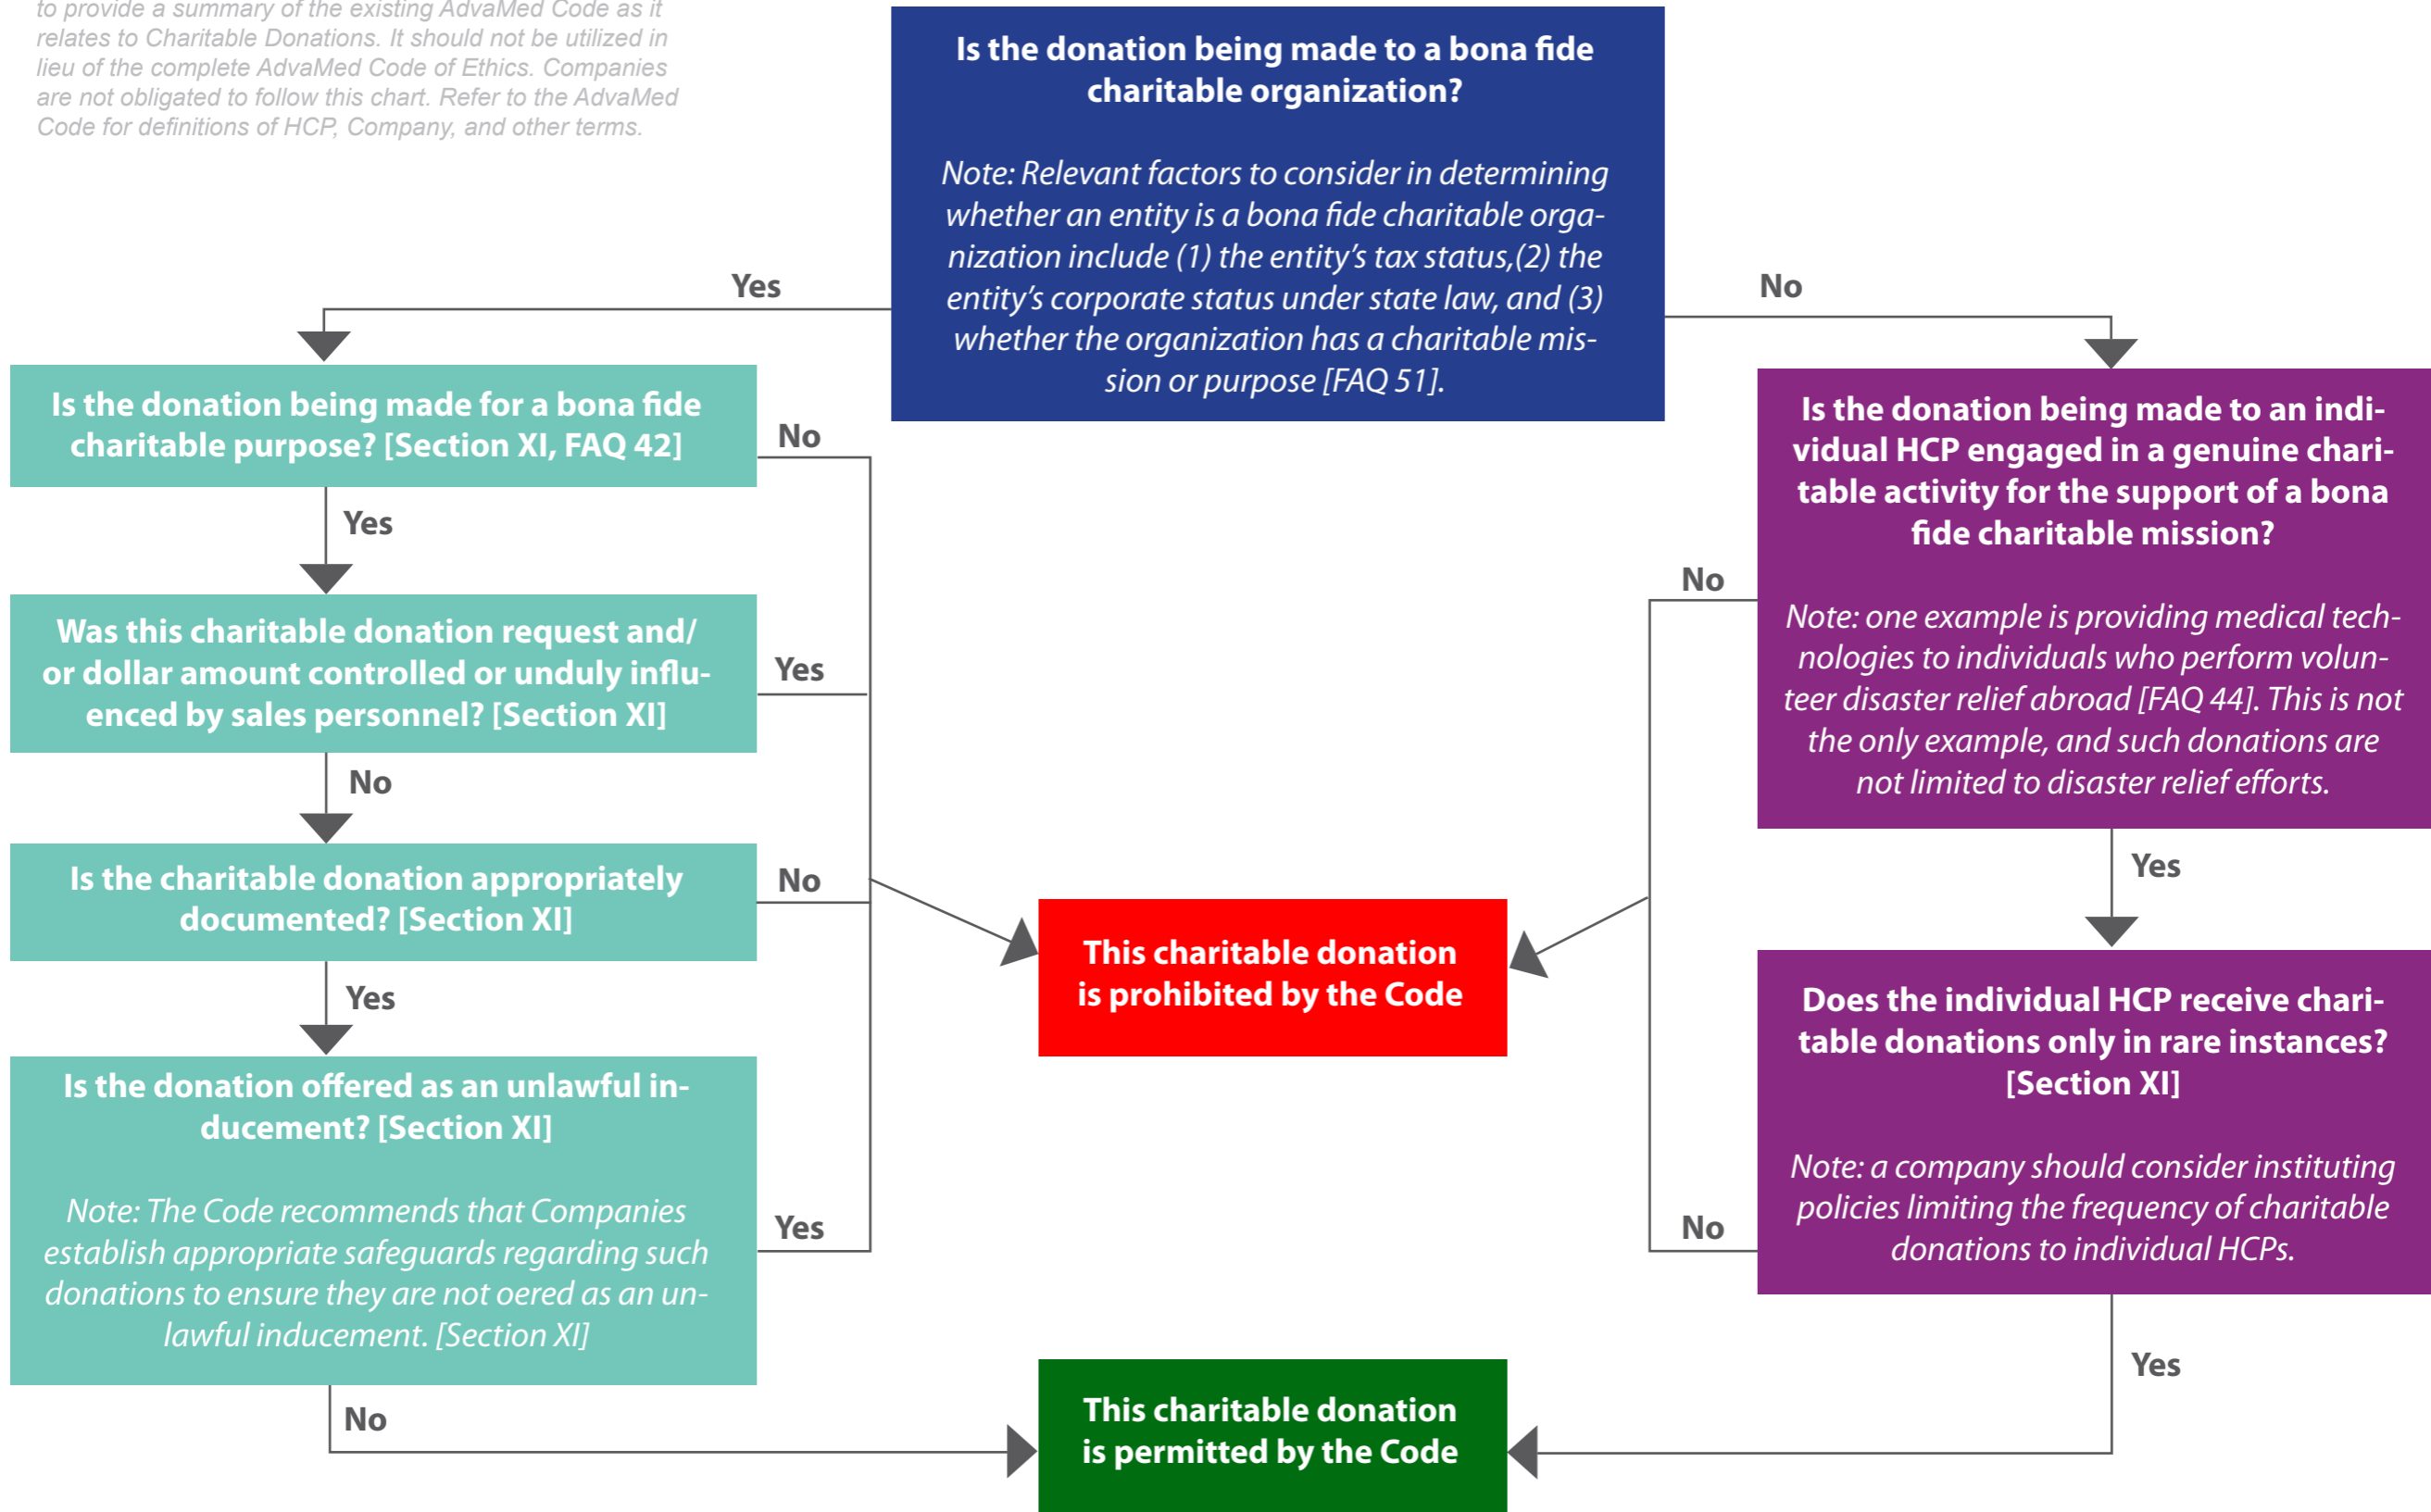 to provide a summary of the existing AdvaMed Code as it
relates to Charitable Donations. It should not be utilized in
lieu of the complete AdvaMed Code of Ethics. Companies
are not obligated to follow this chart. Refer to the AdvaMed
Code for definitions of HCP, Company, and other terms.
Is the donation being made to a bona fide
charitable organization?
Note: Relevant factors to consider in determining
whether an entity is a bona fide charitable orga-
nization include (1) the entity's tax status,(2) the
entity's corporate status under state law, and (3)
whether the organization has a charitable mis-
sion or purpose [FAQ 51].
Yes
No
Is the donation being made for a bona fide
charitable purpose? [Section XI, FAQ 42]
No
Yes
Was this charitable donation request and/
or dollar amount controlled or unduly influ-
enced by sales personnel? [Section XI]
Yes
No
Is the charitable donation appropriately
documented? [Section XI]
No
Yes
Is the donation offered as an unlawful in-
ducement? [Section XI]
Note: The Code recommends that Companies
establish appropriate safeguards regarding such
donations to ensure they are not oered as an un-
lawful inducement. [Section XI]
Yes
No
Is the donation being made to an indi-
vidual HCP engaged in a genuine chari-
table activity for the support of a bona
fide charitable mission?
Note: one example is providing medical tech-
nologies to individuals who perform volun-
teer disaster relief abroad [FAQ 44]. This is not
the only example, and such donations are
not limited to disaster relief efforts.
No
Yes
Does the individual HCP receive chari-
table donations only in rare instances?
[Section XI]
Note: a company should consider instituting
policies limiting the frequency of charitable
donations to individual HCPs.
No
Yes
This charitable donation
is prohibited by the Code
This charitable donation
is permitted by the Code